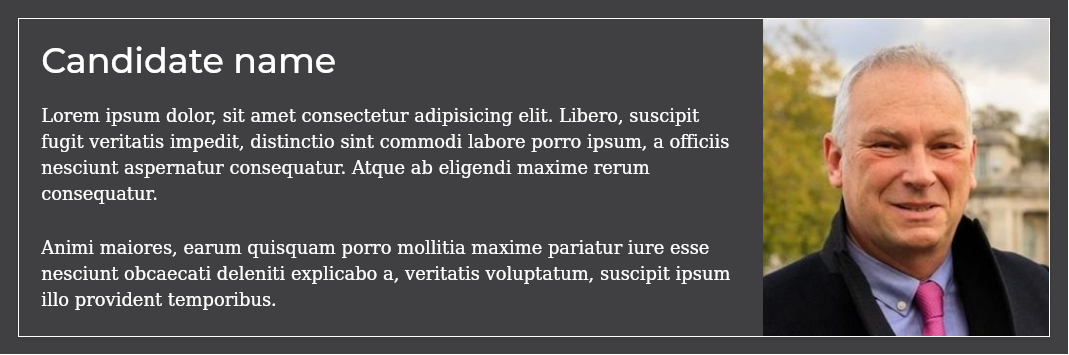 Candidate name
Lorem ipsum dolor, sit amet consectetur adipisicing elit. Libero, suscipit
fugit veritatis impedit, distinctio sint commodi labore porro ipsum, a officiis
nesciunt aspernatur consequatur. Atque ab eligendi maxime rerum
consequatur.
Animi maiores, earum quisquam porro mollitia maxime pariatur iure esse
nesciunt obcaecati deleniti explicabo a, veritatis voluptatum, suscipit ipsum
illo provident temporibus.